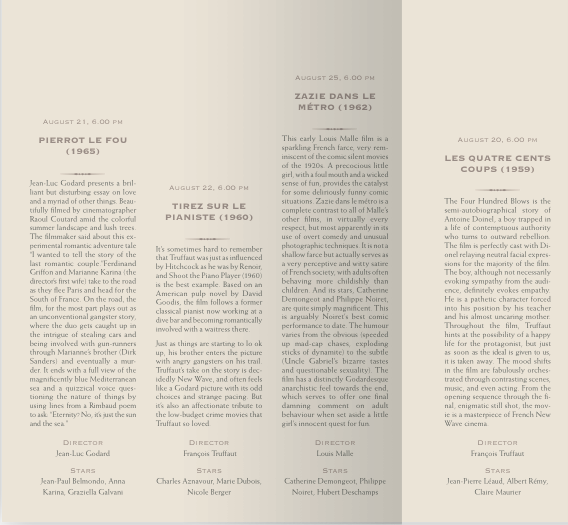 AUGUST 21, 6.00 PM
PIERROT LE FOU
(1965)
Jean-Luc Godard presents a bril-
liant but disturbing essay on love
and a myriad of other things. Beau-
tifully filmed by cinematographer
Raoul Coutard amid the colorful
summer landscape and lush trees.
The filmmaker said about this ex-
perimental romantic adventure tale
"I wanted to tell the story of the
last romantic couple."Ferdinand
Griffon and Marianne Karina (the
director's first wife) take to the road
as they flee Paris and head for the
South of France. On the road, the
film, for the most part plays out as
an unconventional gangster story,
where the duo gets caught up in
the intrigue of stealing cars and
being involved with gun-runners
through Marianne's brother (Dirk
Sanders) and eventually a mur-
der. It ends with a full view of the
magnificently blue Mediterranean
sea and a quizzical voice ques-
tioning the nature of things by
using lines from a Rimbaud poem
to ask. "Eternity? No, it's just the sun
and the sea."
DIRECTOR
Jean-Luc Godard
STARS
Jean-Paul Belmondo, Anna
Karina, Graziella Galvani
AUGUST 22, 6.00 PM
TIREZ SUR LE
PIANISTE (1960)
It's sometimes hard to remember
that Truffaut was just as influenced
by Hitchcock as he was by Renoir,
and Shoot the Piano Player (1960)
is the best example. Based on an
American pulp novel by David
Goodis, the film follows a former
classical pianist now working at a
dive bar and becoming romantically
involved with a waitress there.
Just as things are starting to look
up, his brother enters the picture
with angry gangsters on his trail.
Truffaut's take on the story is dec-
idedly New Wave, and often feels
like a Godard picture with its odd
choices and strange pacing. But
it's also an affectionate tribute to
the low-budget crime movies that
Truffaut so loved.
DIRECTOR
François Truffaut
STARS
Charles Aznavour, Marie Dubois,
Nicole Berger
AUGUST 25, 6.00 PM
ZAZIE DANS LE
MÉTRO (1962)
This early Louis Malle film is a
sparkling French farce, very rem-
iniscent of the comic silent movies
of the 1920s. A precocious little
girl, with a foul mouth and a wicked
sense of fun, provides the catalyst
for some deliriously funny comic
situations. Zazie dans le métro is a
complete contrast to all of Malle's
other films, in virtually every
respect, but most apparently in its
use of overt comedy and unusual
photographic techniques. It is not a
shallow farce but actually serves as
a very perceptive and witty satire
of French society, with adults often
behaving more childishly than
children. And its stars, Catherine
Demongeot and Philippe Noiret,
are quite simply magnificent. This
is arguably Noiret's best comic
performance to date. The humour
varies from the obvious (speeded
up mad-cap chases, exploding
sticks of dynamite) to the subtle
(Uncle Gabriel's bizarre tastes
and questionable sexuality). The
film has a distinctly Godardesque
anarchistic feel towards the end,
which serves to offer one final
damning comment on adult
behaviour when set aside a little
girl's innocent quest for fun.
DIRECTOR
Louis Malle
STARS
Catherine Demongeot, Philippe
Noiret, Hubert Deschamps
AUGUST 20, 6.00 PM
LES QUATRE CENTS
COUPS (1959)
The Four Hundred Blows is the
semi-autobiographical story of
Antoine Doinel, a boy trapped in
a life of contemptuous authority
who turns to outward rebellion.
The film is perfectly cast with Di-
onel relaying neutral facial expres-
sions for the majority of the film.
The boy, although not necessarily
evoking sympathy from the audi-
ence, definitely evokes empathy.
He is a pathetic character forced
into his position by his teacher
and his almost uncaring mother.
Throughout the film, Truffaut
hints at the possibility of a happy
life for the protagonist, but just
as soon as the ideal is given to us,
it is taken away. The mood shifts
in the film are fabulously orches-
trated through contrasting scenes,
music, and even acting. From the
opening sequence through the fi-
nal, enigmatic still shot, the mov-
ie is a masterpiece of French New
Wave cinema.
DIRECTOR
François Truffaut
STARS
Jean-Pierre Léaud, Albert Rémy,
Claire Maurier